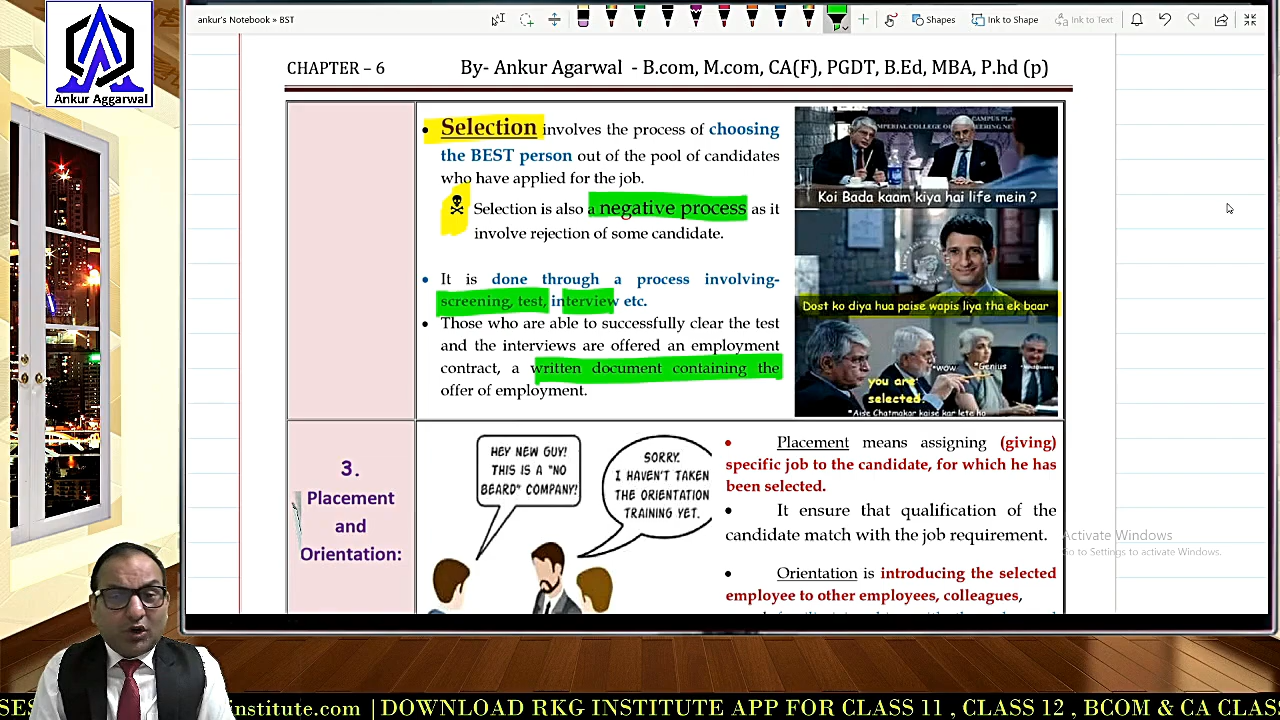 ankur's Notebook » BST
Shapes
Ink to Shape
Ink to Text
Ankur Aggarwal
CHAPTER – 6
By- Ankur Agarwal - B.com, M.com, CA(F), PGDT, B.Ed, MBA, P.hd (p)
• Selection involves the process of choosing
the BEST person out of the pool of candidates
who have applied for the job.
Selection is also a negative process as it
involve rejection of some candidate.
• It is done through a process involving-
screening, test, interview etc.
• Those who are able to successfully clear the test
and the interviews are offered an employment
contract, a written document containing the
offer of employment.
CAMPUS
Koi Bada kaam kiya hai life mein ?
Dost ko diya hua paise wapis liya tha ek baar
*wow
*Genius
you are
selected.
*Aise Chatmakar kaise kar lete ho
3.
Placement
and
Orientation:
HEY NEW GUY!
THIS IS A "NO
BEARD" COMPANY!
SORRY.
I HAVEN'T TAKEN
THE ORIENTATION
TRAINING YET.
• Placement means assigning (giving)
specific job to the candidate, for which he has
been selected.
• It ensure that qualification of the
candidate match with the job requirement.
• Orientation is introducing the selected
employee to other employees, colleagues,
Activate Windows
Go to Settings to activate Windows.
institute.com | DOWNLOAD RKG INSTITUTE APP FOR CLASS 11 , CLASS 12 , BCOM & CA CLAS